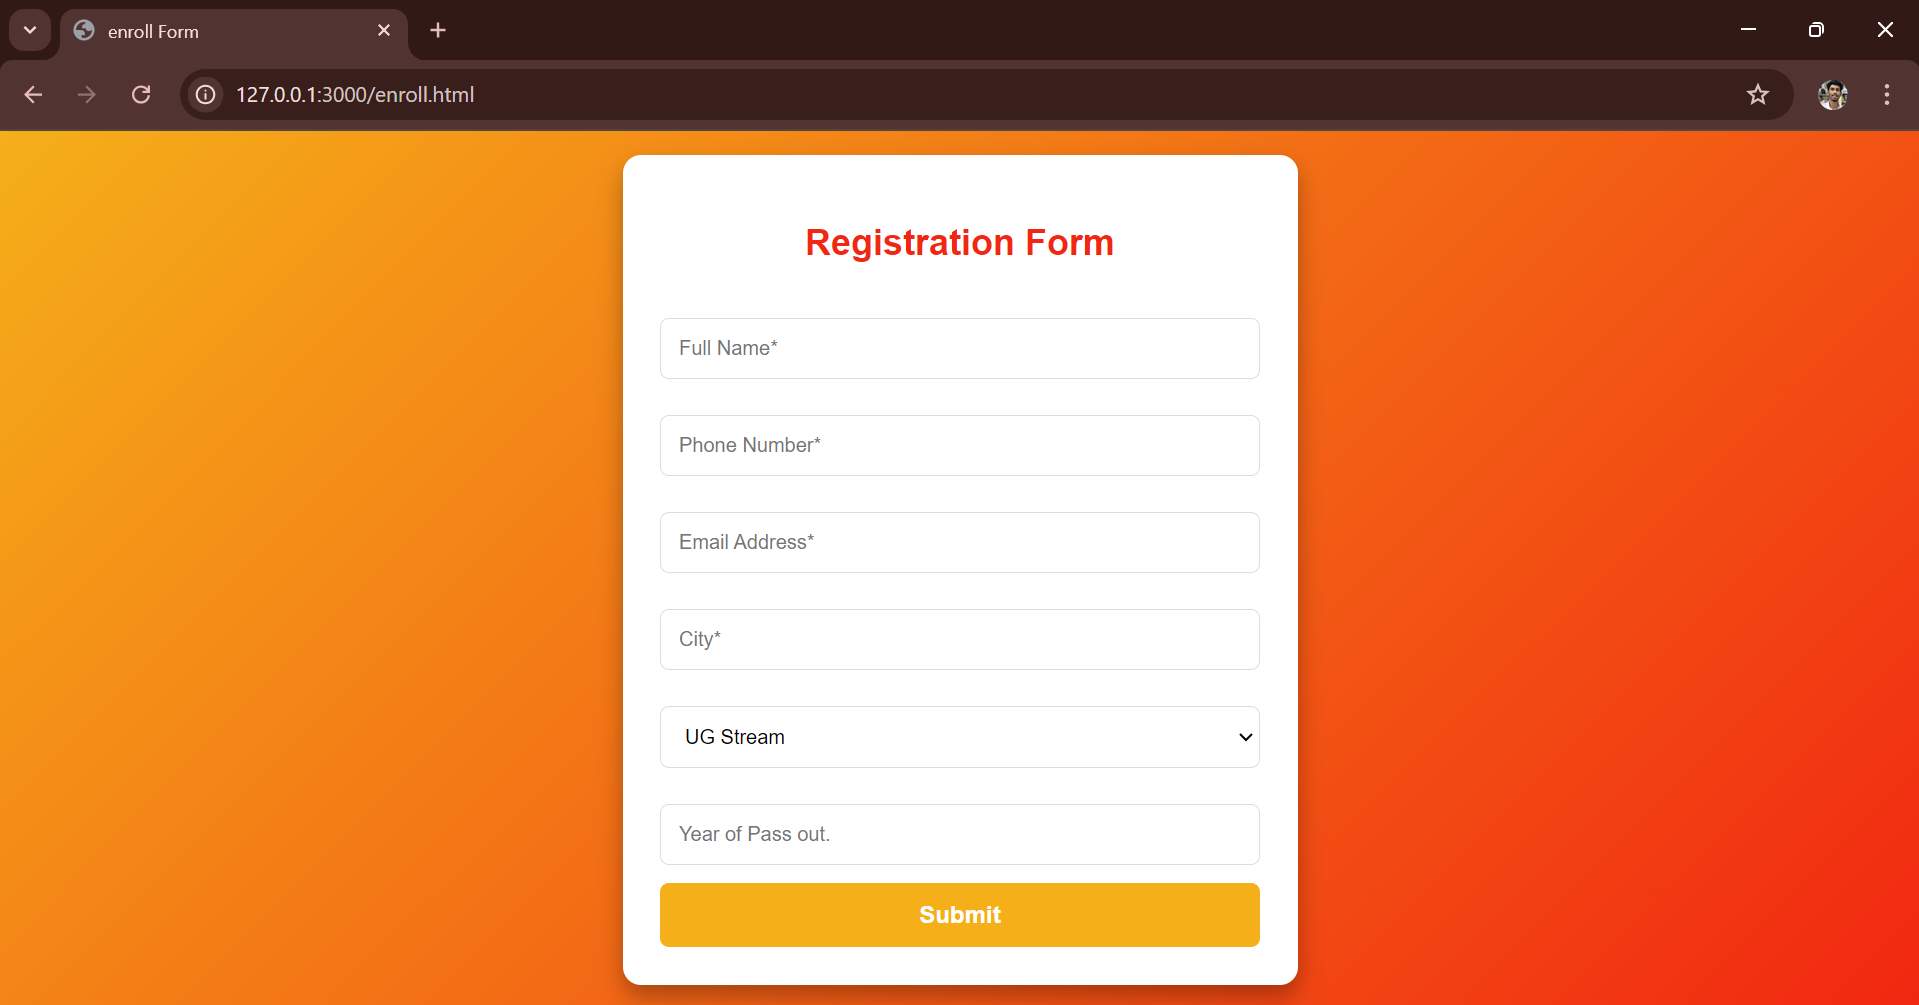 enroll Form
127.0.0.1:3000/enroll.html
Registration Form
Full Name*
Phone Number*
Email Address*
City*
UG Stream
Year of Pass out.
Submit